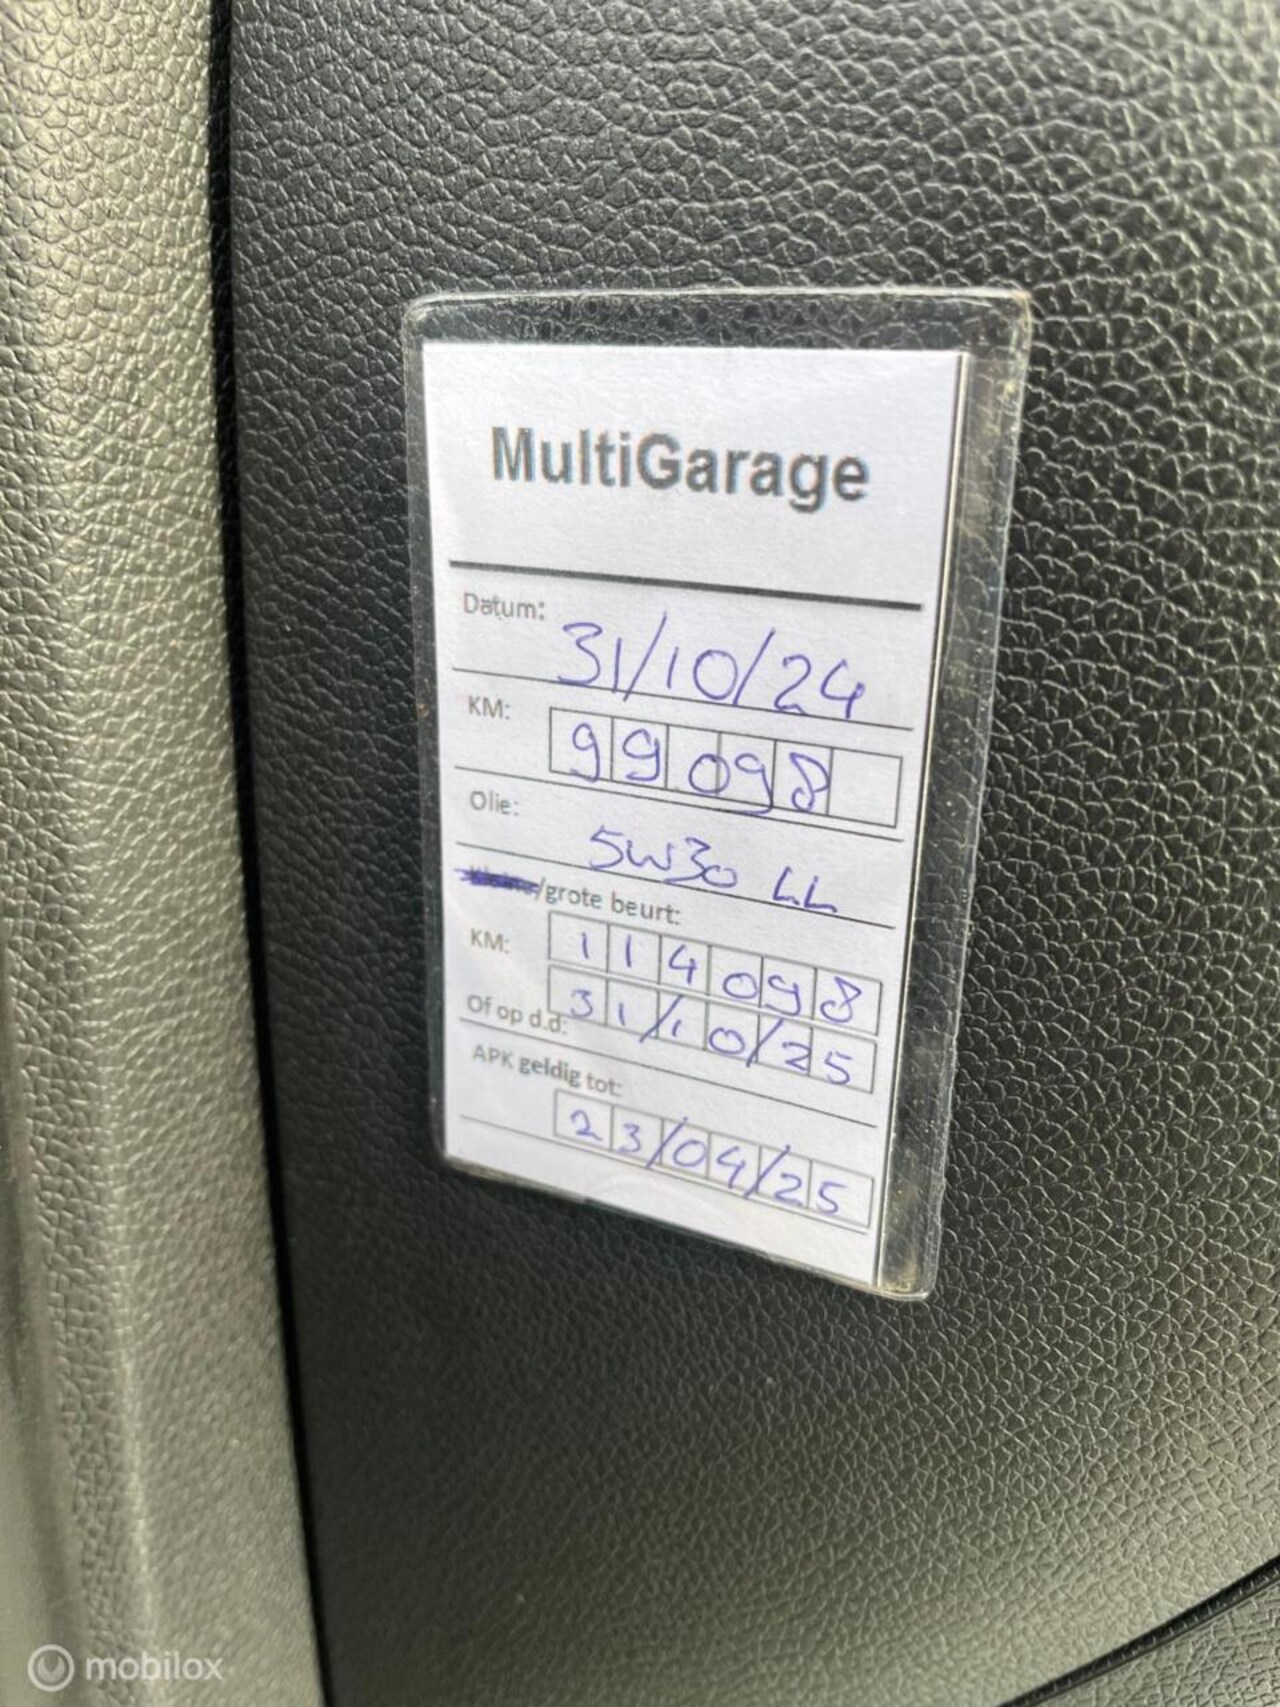 MultiGarage
Datum: 31/10/24
KM: 99098
Olie: 5W30 LL
/grote beurt:
KM: 114098
Of op d.d: 31/10/25
APK geldig tot:
23/04/25
mobilox